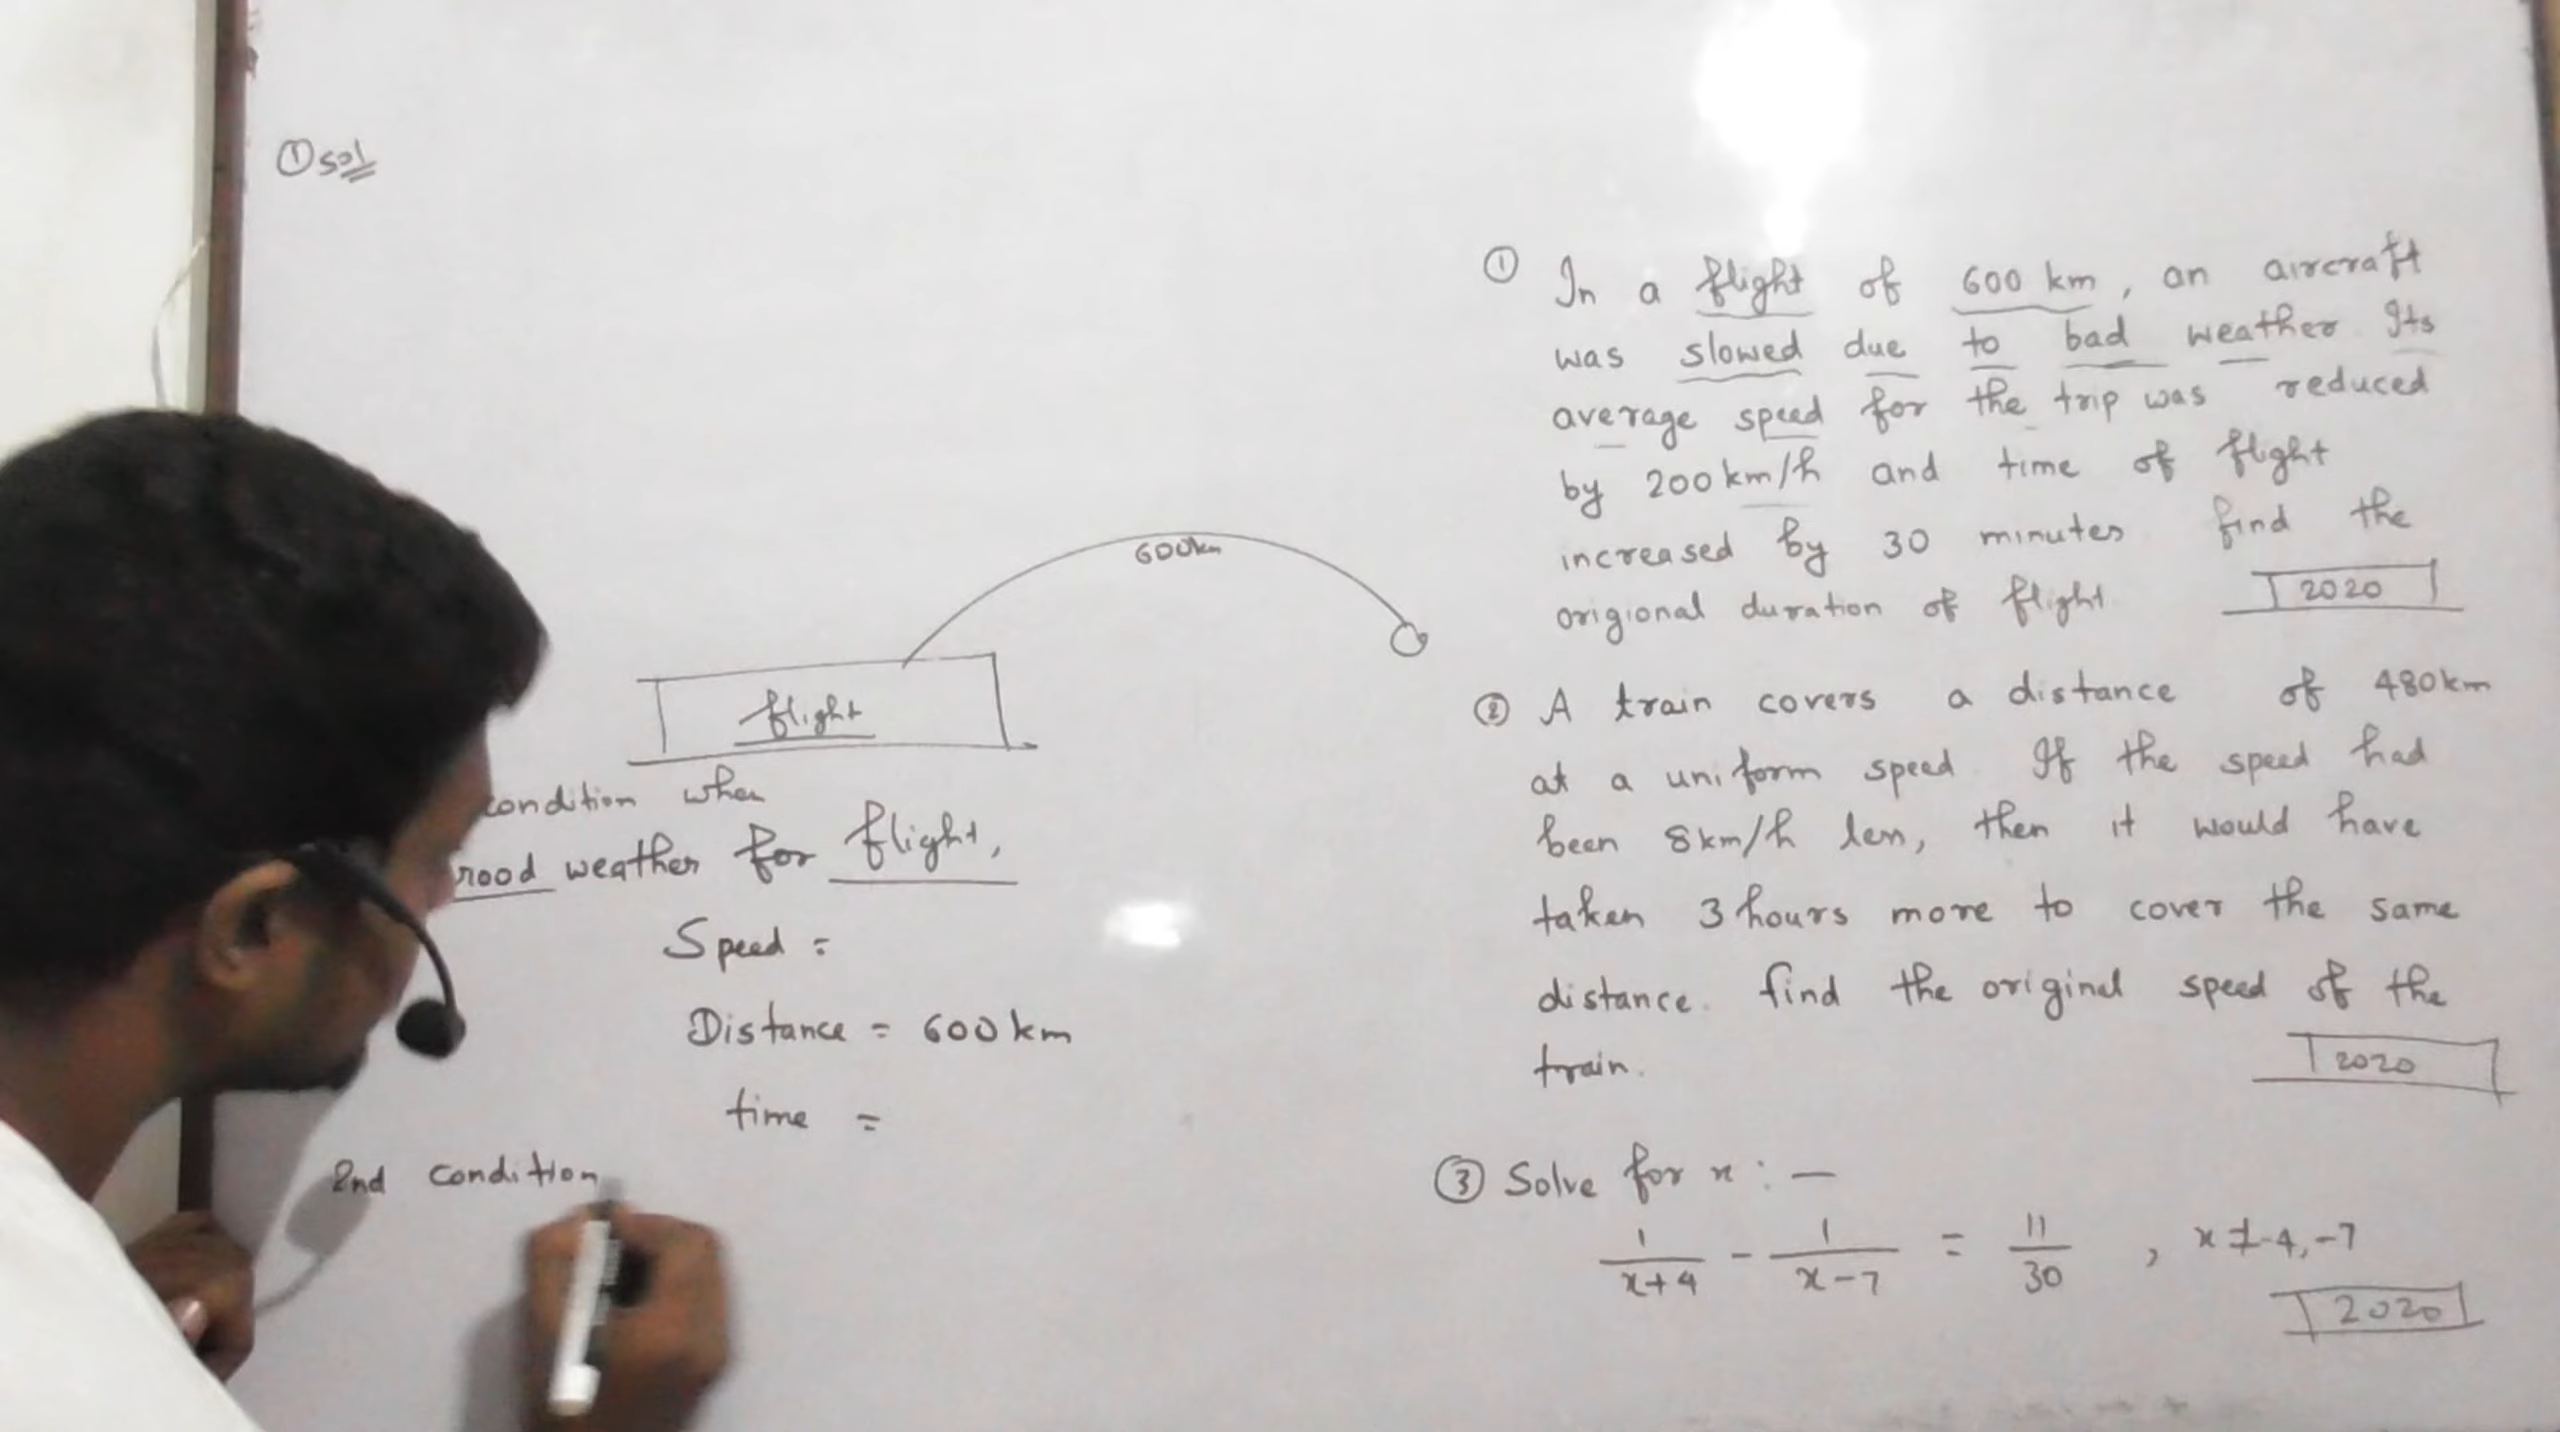 ① sol
600km
flight
condition when
rood weather for flight,
Speed =
Distance = 600 km
time =
2nd condition
① In a flight of 600 km, an aircraft
was slowed due to bad weather Its
average speed for the trip was reduced
by 200 km/h and time of flight
increased by 30 minutes find the
origional duration of flight
2020
② A train covers a distance of 480km
at a uniform speed. If the speed had
been 8km/h len, then it would have
taken 3 hours more to cover the same
distance. find the original speed of the
train.
2020
③ Solve for x : —
1/(x+4) - 1/(x-7) = 11/30 , x ≠ -4, -7
2020